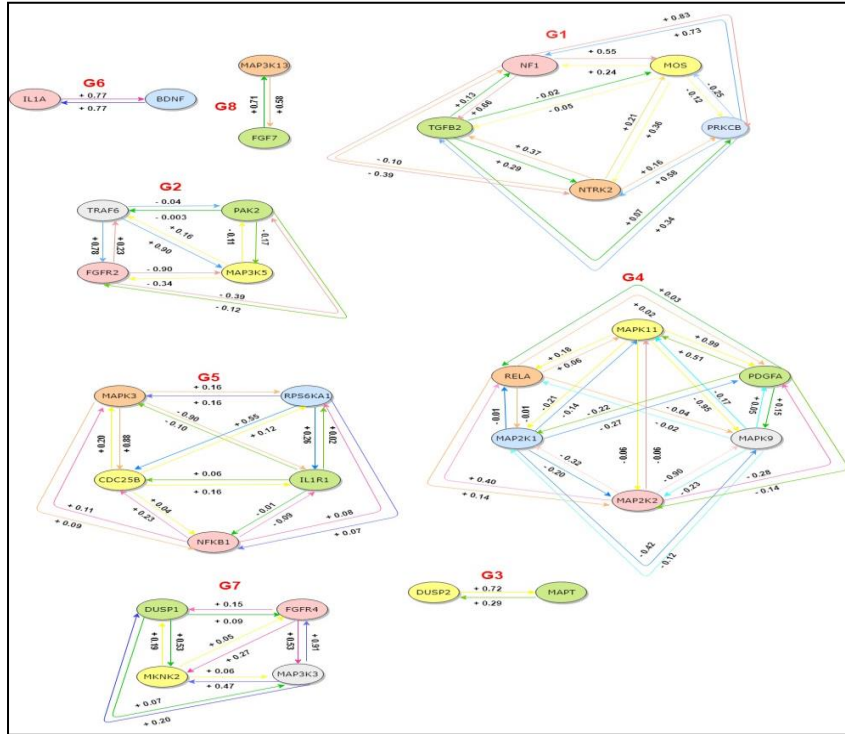 G6
IL1A
+ 0.77
+ 0.77
BDNF
MAP3K13
G8
+ 0.71
+ 0.58
FGF7
G1
+ 0.83
+ 0.73
NF1
+ 0.55
+ 0.24
MOS
+ 0.13
+ 0.66
- 0.02
- 0.05
- 0.25
- 0.12
TGFB2
PRKCB
+ 0.37
+ 0.29
+ 0.21
+ 0.36
+ 0.16
+ 0.58
- 0.10
- 0.39
NTRK2
+ 0.07
+ 0.34
G2
TRAF6
- 0.04
- 0.003
PAK2
+ 0.16
+ 0.90
- 0.11
- 0.17
+ 0.78
+ 0.23
FGFR2
- 0.90
- 0.34
MAP3K5
- 0.39
- 0.12
G4
+ 0.03
+ 0.02
MAPK11
+ 0.18
+ 0.06
+ 0.99
+ 0.51
RELA
PDGFA
- 0.01
- 0.01
- 0.21
- 0.14
- 0.22
- 0.27
- 0.04
- 0.02
- 0.95
- 0.17
+ 0.05
+ 0.15
MAP2K1
MAPK9
- 0.06
- 0.06
- 0.32
- 0.20
- 0.90
- 0.23
+ 0.40
+ 0.14
MAP2K2
- 0.28
- 0.14
- 0.42
- 0.12
G5
MAPK3
+ 0.16
+ 0.16
RPS6KA1
- 0.90
- 0.10
+ 0.55
+ 0.12
+ 0.20
+ 0.88
+ 0.26
+ 0.02
CDC25B
+ 0.06
+ 0.16
IL1R1
+ 0.04
+ 0.23
- 0.01
- 0.09
+ 0.11
+ 0.09
NFKB1
+ 0.08
+ 0.07
G7
DUSP1
+ 0.15
+ 0.09
FGFR4
+ 0.19
+ 0.53
+ 0.05
+ 0.27
+ 0.53
+ 0.91
MKNK2
+ 0.06
+ 0.47
MAP3K3
+ 0.07
+ 0.20
G3
DUSP2
+ 0.72
+ 0.29
MAPT